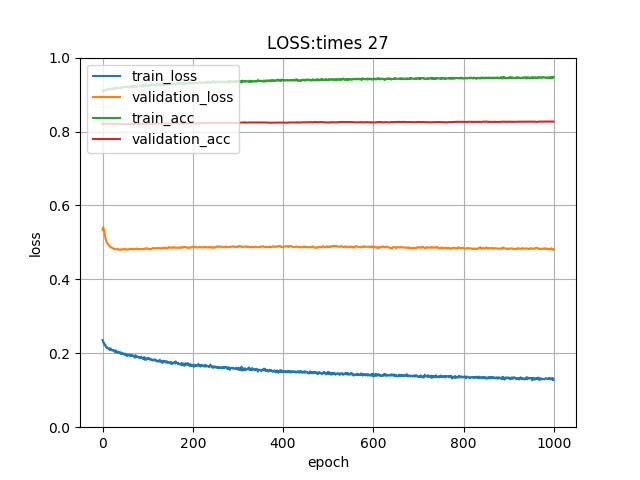 LOSS:times 27
1.0
0.8
0.6
0.4
0.2
0.0
loss
train_loss
validation_loss
train_acc
validation_acc
0 200 400 600 800 1000
epoch